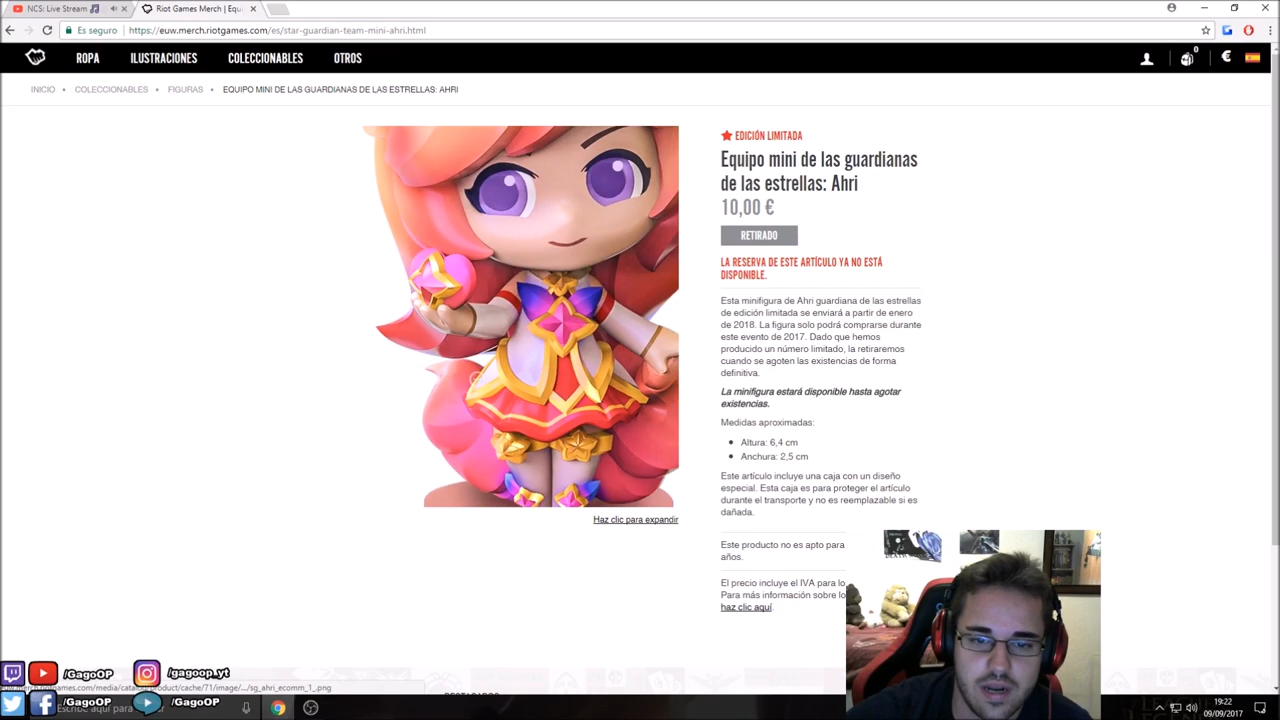 NCS: Live Stream
Riot Games Merch | Equi
Es seguro
https://euw.merch.riotgames.com/es/star-guardian-team-mini-ahri.html
ROPA
ILUSTRACIONES
COLECCIONABLES
OTROS
0
€
INICIO • COLECCIONABLES • FIGURAS • EQUIPO MINI DE LAS GUARDIANAS DE LAS ESTRELLAS: AHRI
EDICIÓN LIMITADA
Equipo mini de las guardianas
de las estrellas: Ahri
10,00 €
RETIRADO
LA RESERVA DE ESTE ARTÍCULO YA NO ESTÁ
DISPONIBLE.
Esta minifigura de Ahri guardiana de las estrellas
de edición limitada se enviará a partir de enero
de 2018. La figura solo podrá comprarse durante
este evento de 2017. Dado que hemos
producido un número limitado, la retiraremos
cuando se agoten las existencias de forma
definitiva.
La minifigura estará disponible hasta agotar
existencias.
Medidas aproximadas:
• Altura: 6,4 cm
• Anchura: 2,5 cm
Este artículo incluye una caja con un diseño
especial. Esta caja es para proteger el artículo
durante el transporte y no es reemplazable si es
dañada.
Haz clic para expandir
Este producto no es apto para
años.
El precio incluye el IVA para lo
Para más información sobre lo
haz clic aquí.
/GagoOP
/gagoop_yt
/GagoOP
/GagoOP
19:22
09/09/2017